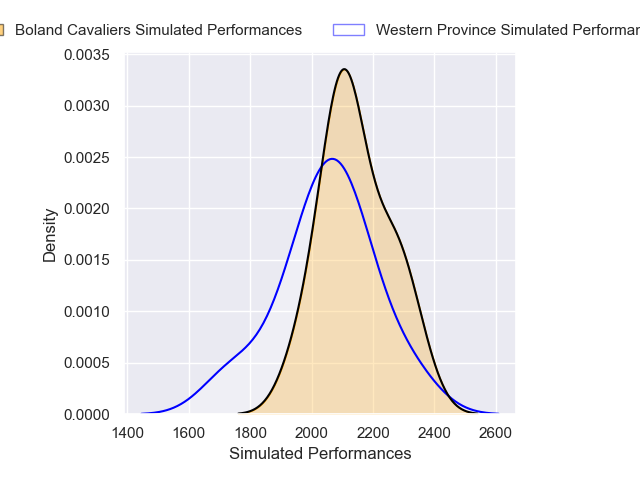 Boland Cavaliers Simulated Performances
Western Province Simulated
0.0035
0.0030
0.0025
0.0020
0.0015
0.0010
0.0005
0.0000
Density
1400 1600 1800 2000 2200 2400 2600
Simulated Performances